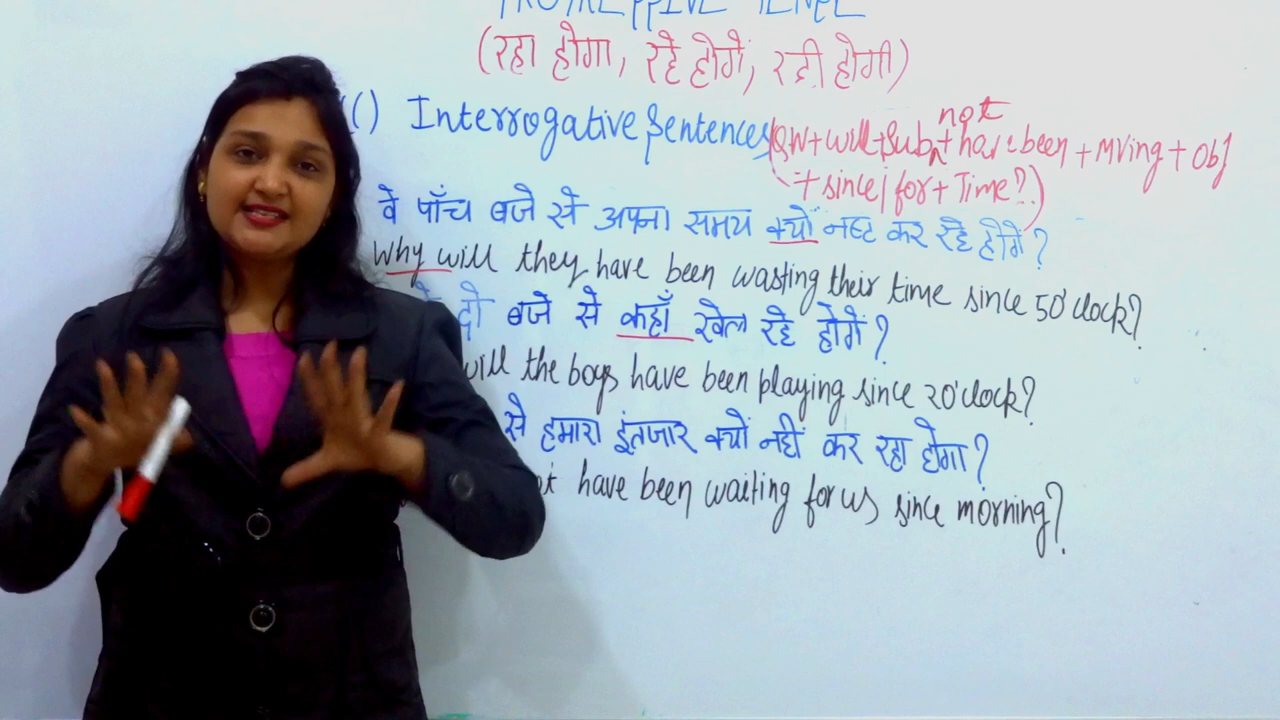 TENSE
(रहा होगा, रहे होगें, रही होगी)
Interrogative Sentences (QW + will + Sub + not + have been + MVing + Obj
+ since/for + Time?)
वे पाँच बजे से अपना समय क्यों नष्ट कर रहे होगें?
Why will they have been wasting their time since 5 O'clock?
दो बजे से कहाँ खेल रहे होगें?
will the boys have been playing since 2 O'clock?
से हमारा इंतजार क्यों नहीं कर रहा होगा?
have been waiting for us since morning?